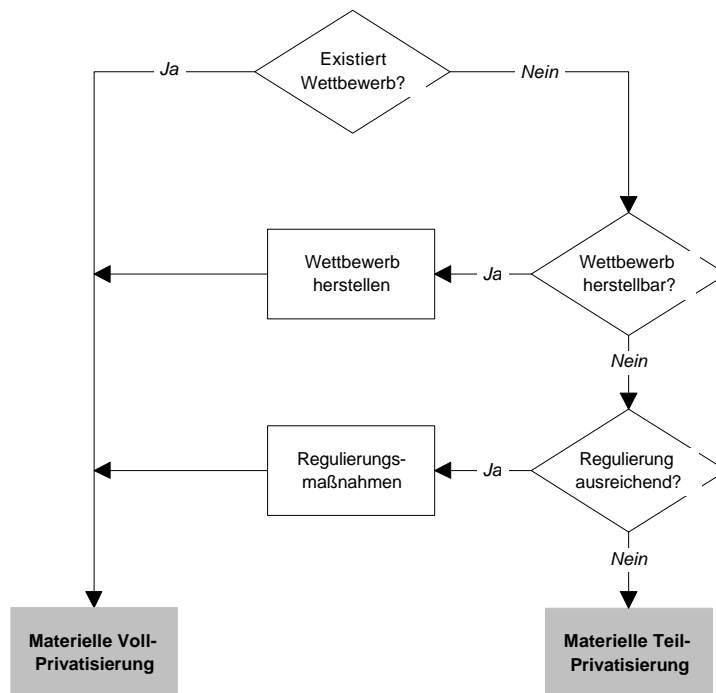 Existiert
Wettbewerb?
Ja
Nein
Wettbewerb
herstellen
Ja
Wettbewerb
herstellbar?
Nein
Regulierungs-
maßnahmen
Ja
Regulierung
ausreichend?
Nein
Materielle Voll-
Privatisierung
Materielle Teil-
Privatisierung